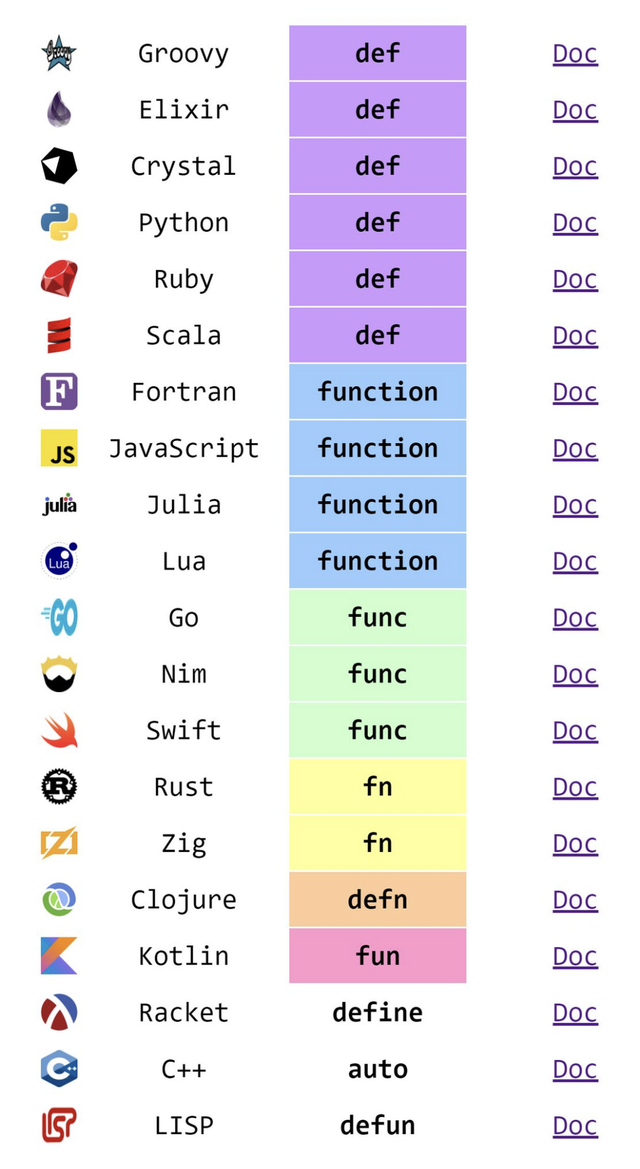 Groovy def Doc
Elixir def Doc
Crystal def Doc
Python def Doc
Ruby def Doc
Scala def Doc
F Fortran function Doc
JS JavaScript function Doc
julia Julia function Doc
Lua Lua function Doc
GO Go func Doc
Nim func Doc
Swift func Doc
R Rust fn Doc
Z Zig fn Doc
Clojure defn Doc
Kotlin fun Doc
Racket define Doc
C++ C++ auto Doc
LISP LISP defun Doc